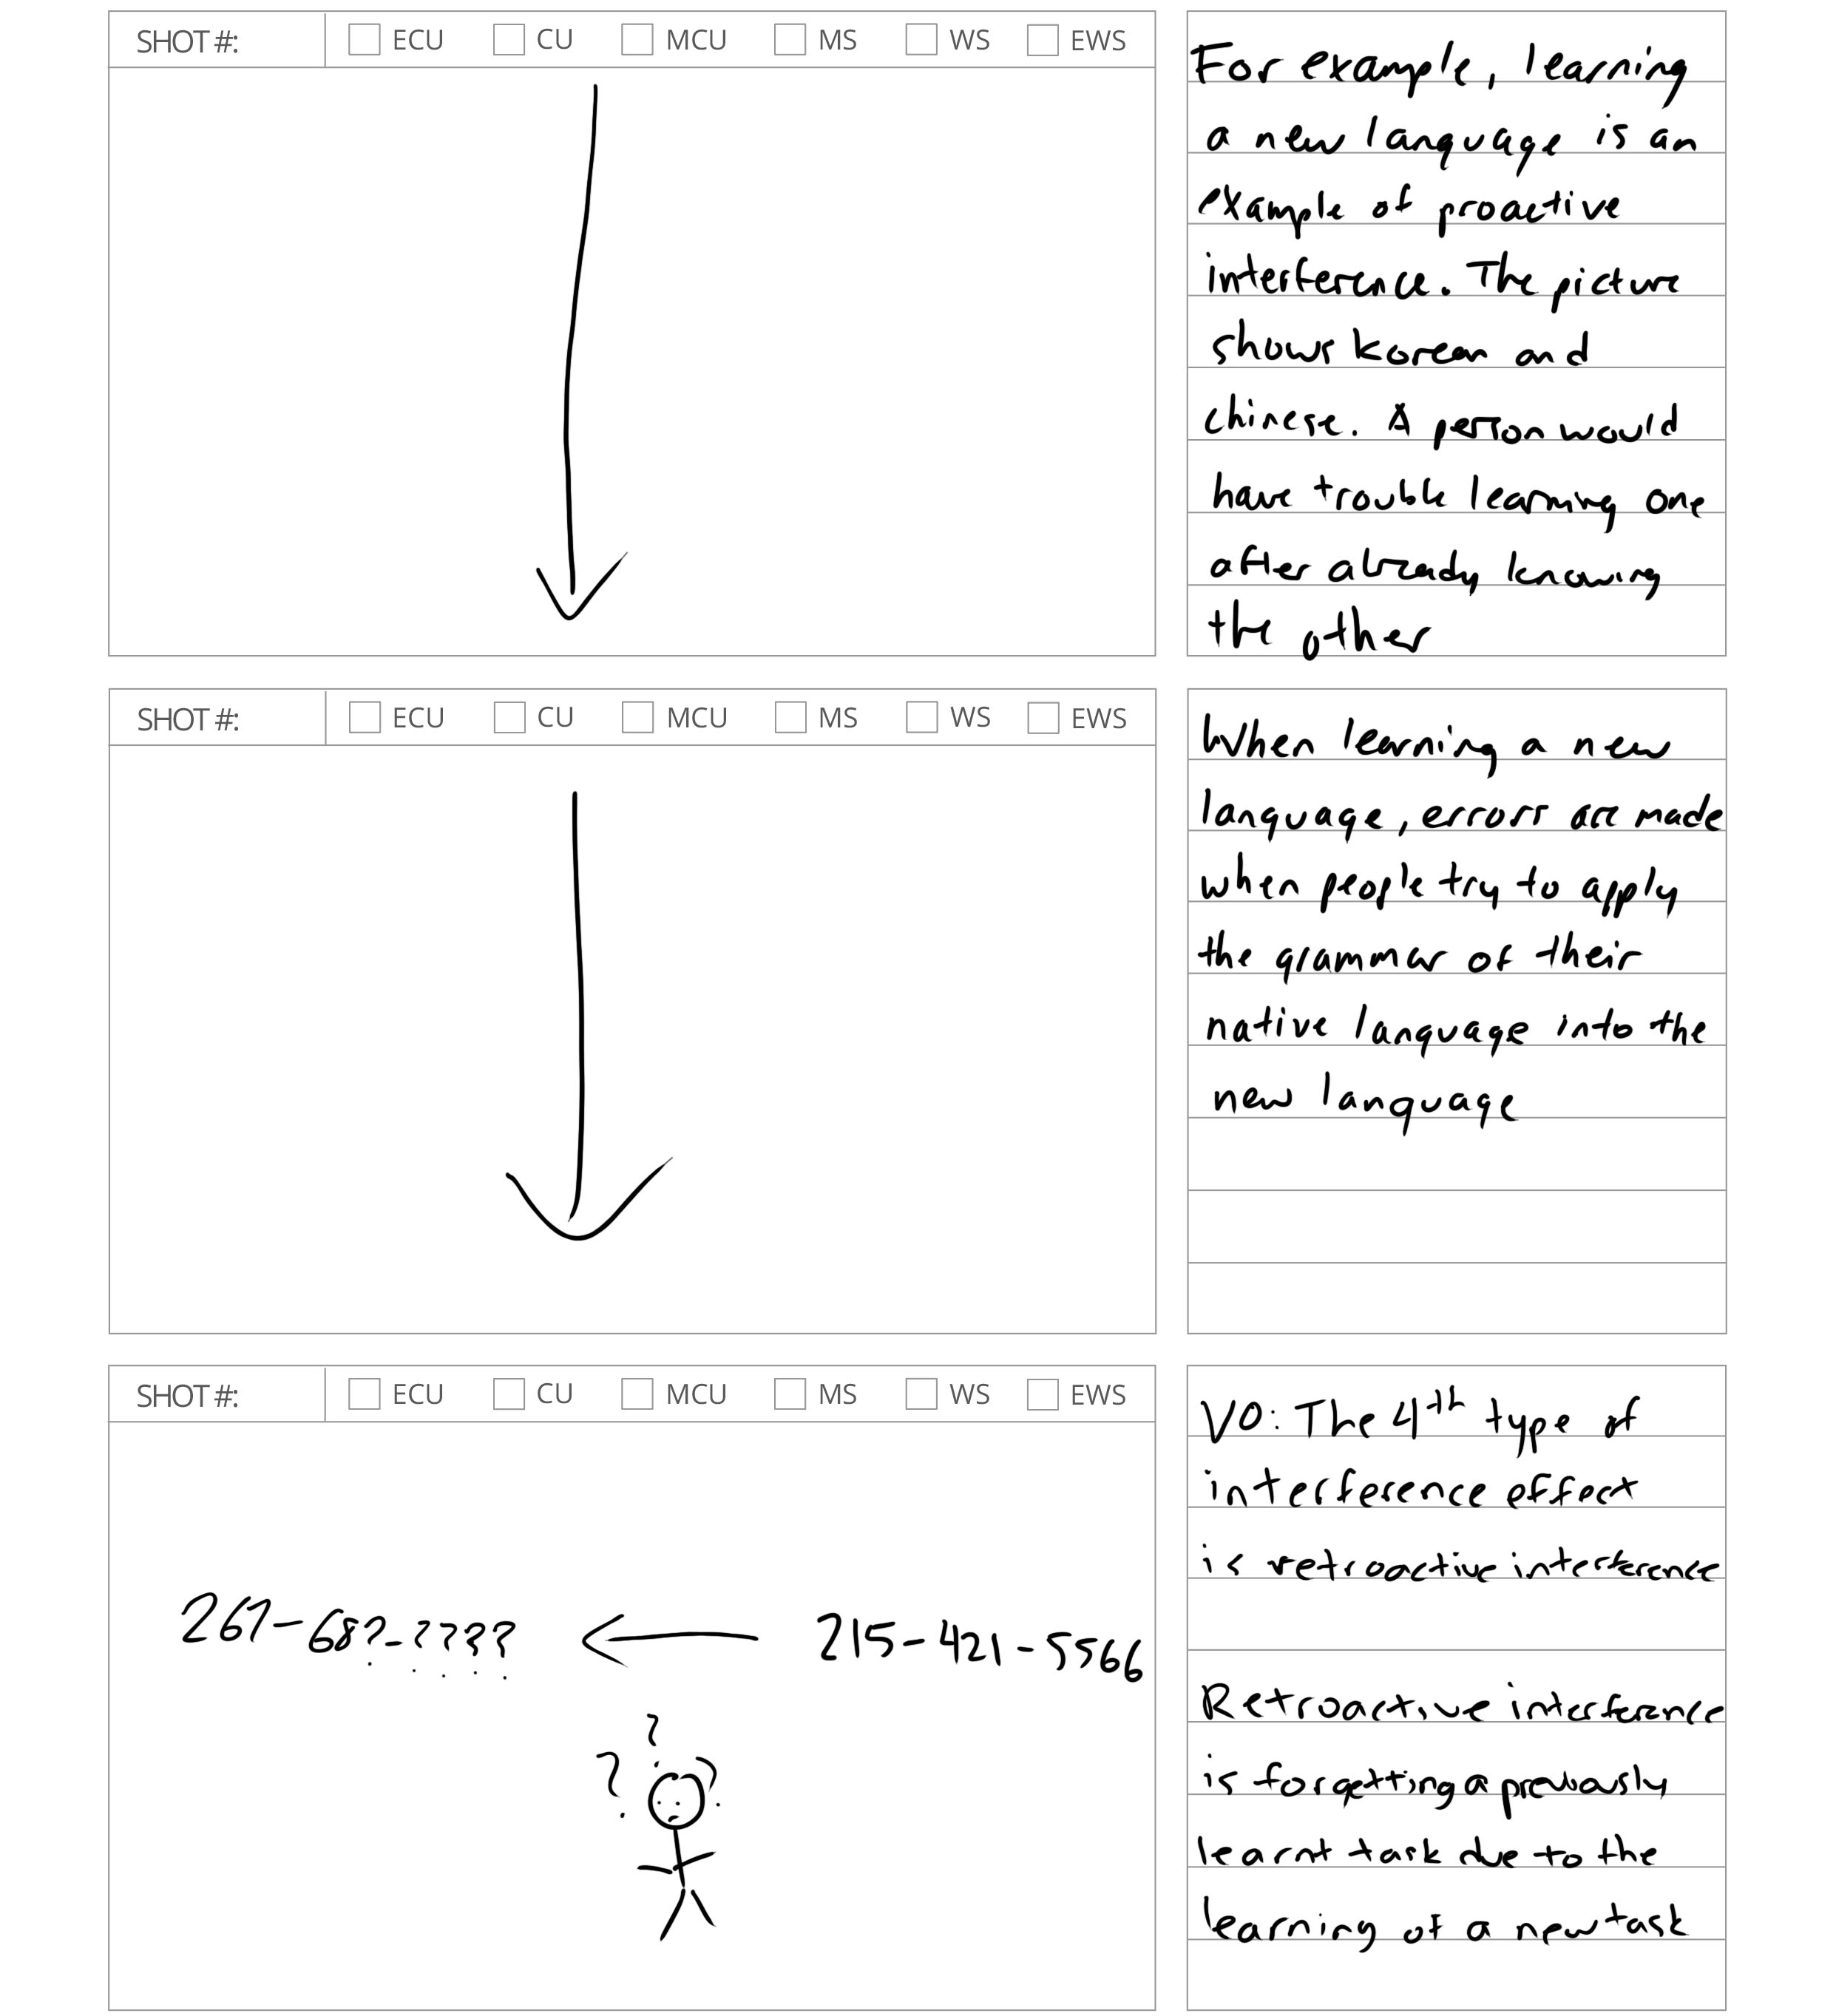 SHOT #: ECU CU MCU MS WS EWS
For example, learning
a new language is an
example of proactive
interference. The picture
shows korean and
chinese. A person would
have trouble learning one
after already knowing
the other
SHOT #: ECU CU MCU MS WS EWS
When learning a new
language, errors are made
when people try to apply
the grammar of their
native language into the
new language
SHOT #: ECU CU MCU MS WS EWS
267-68?-???? ← 215-421-5566
? ? ?
VO: The 4th type of
interference effect
is retroactive interference
Retroactive interference
is forgetting a previously
learnt task due to the
learning of a new task